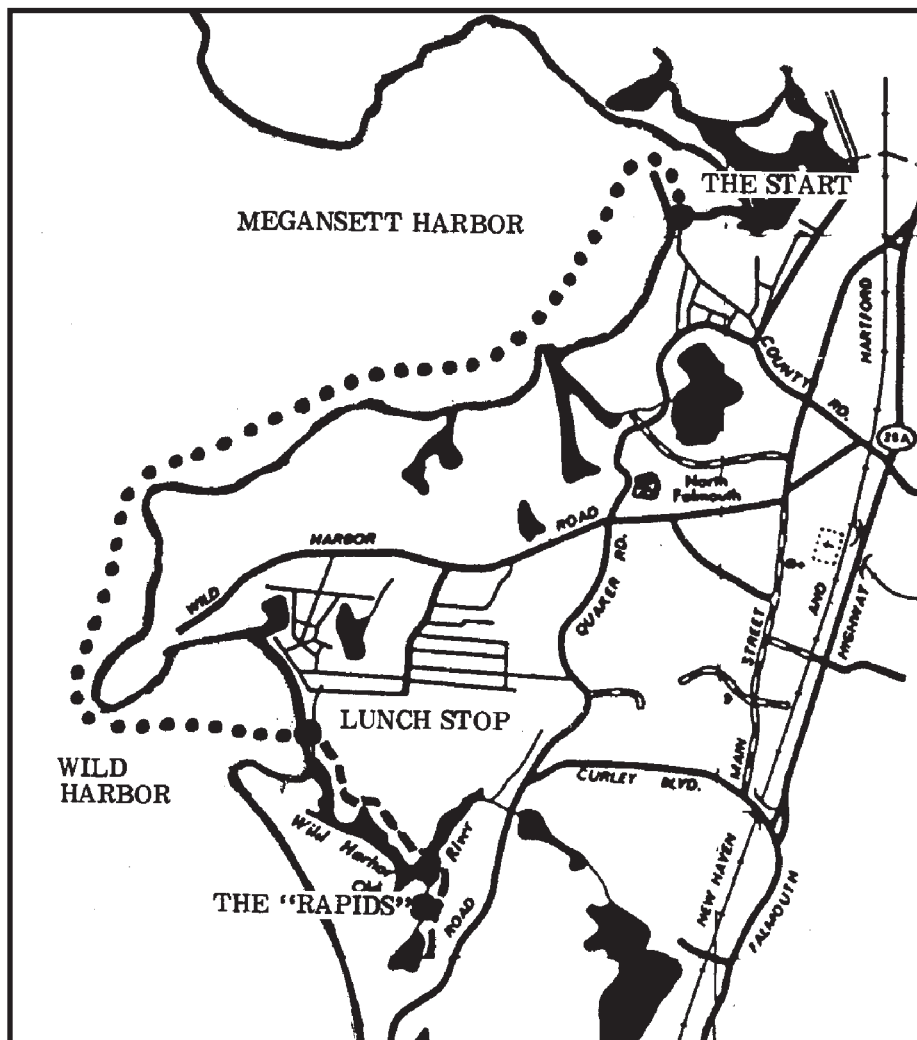 THE START
MEGANSETT HARBOR
HARTFORD
COUNTY RD.
28A
North
Falmouth
HARBOR
ROAD
WILD
QUAKER RD.
STREET
AND
HIGHWAY
LUNCH STOP
WILD
HARBOR
CURLEY BLVD.
MAIN
Wild Harbor
River
Old
THE "RAPIDS"
ROAD
NEW HAVEN
FALMOUTH